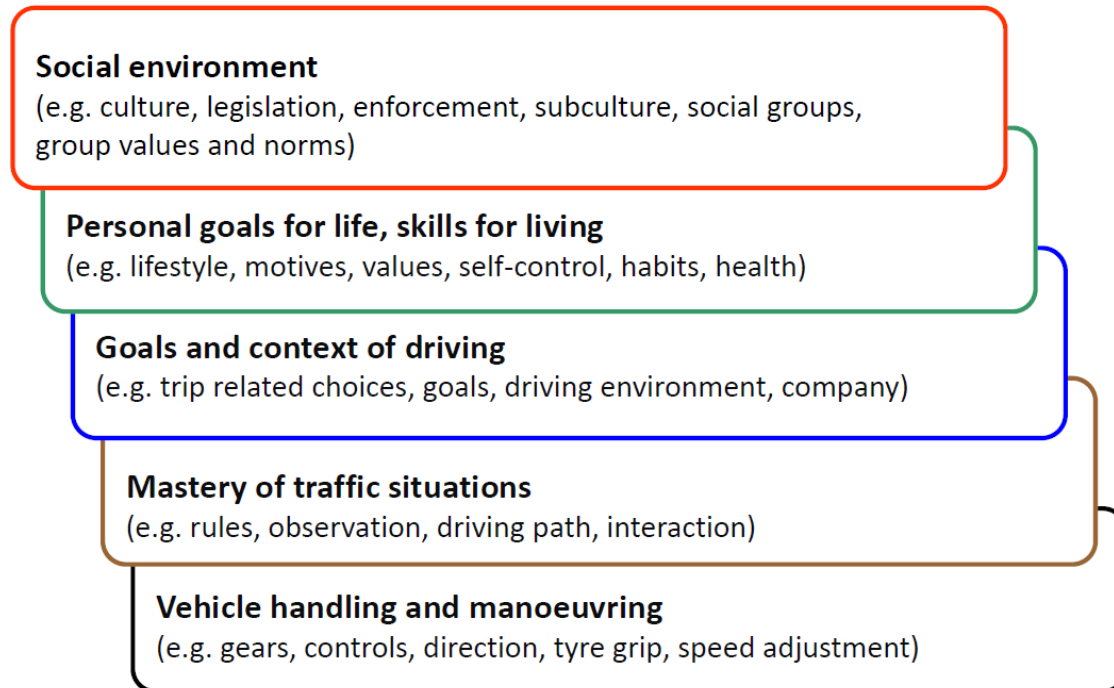 Social environment
(e.g. culture, legislation, enforcement, subculture, social groups,
group values and norms)
Personal goals for life, skills for living
(e.g. lifestyle, motives, values, self-control, habits, health)
Goals and context of driving
(e.g. trip related choices, goals, driving environment, company)
Mastery of traffic situations
(e.g. rules, observation, driving path, interaction)
Vehicle handling and manoeuvring
(e.g. gears, controls, direction, tyre grip, speed adjustment)